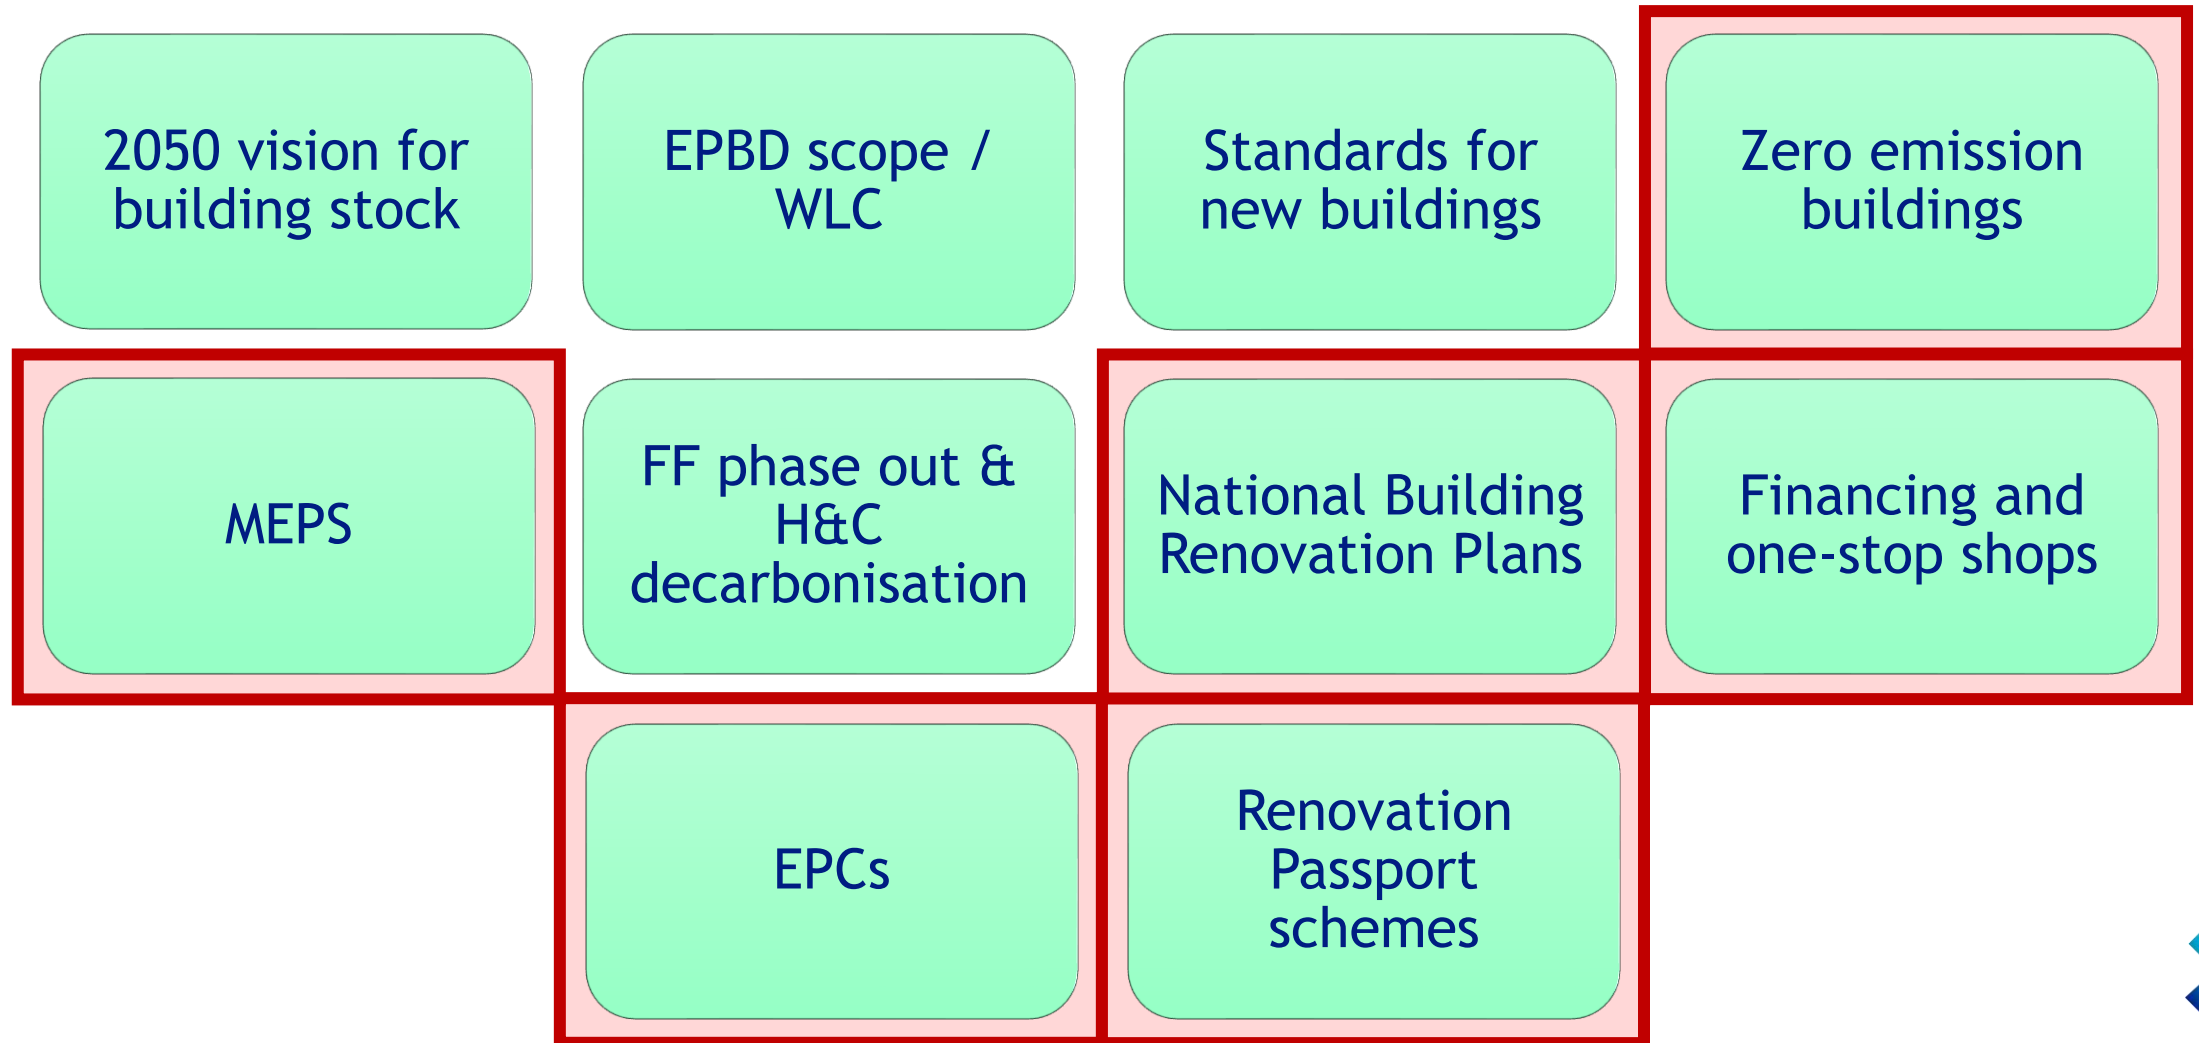 2050 vision for
building stock
EPBD scope /
WLC
Standards for
new buildings
Zero emission
buildings
MEPS
FF phase out &
H&C
decarbonisation
National Building
Renovation Plans
Financing and
one-stop shops
EPCs
Renovation
Passport
schemes